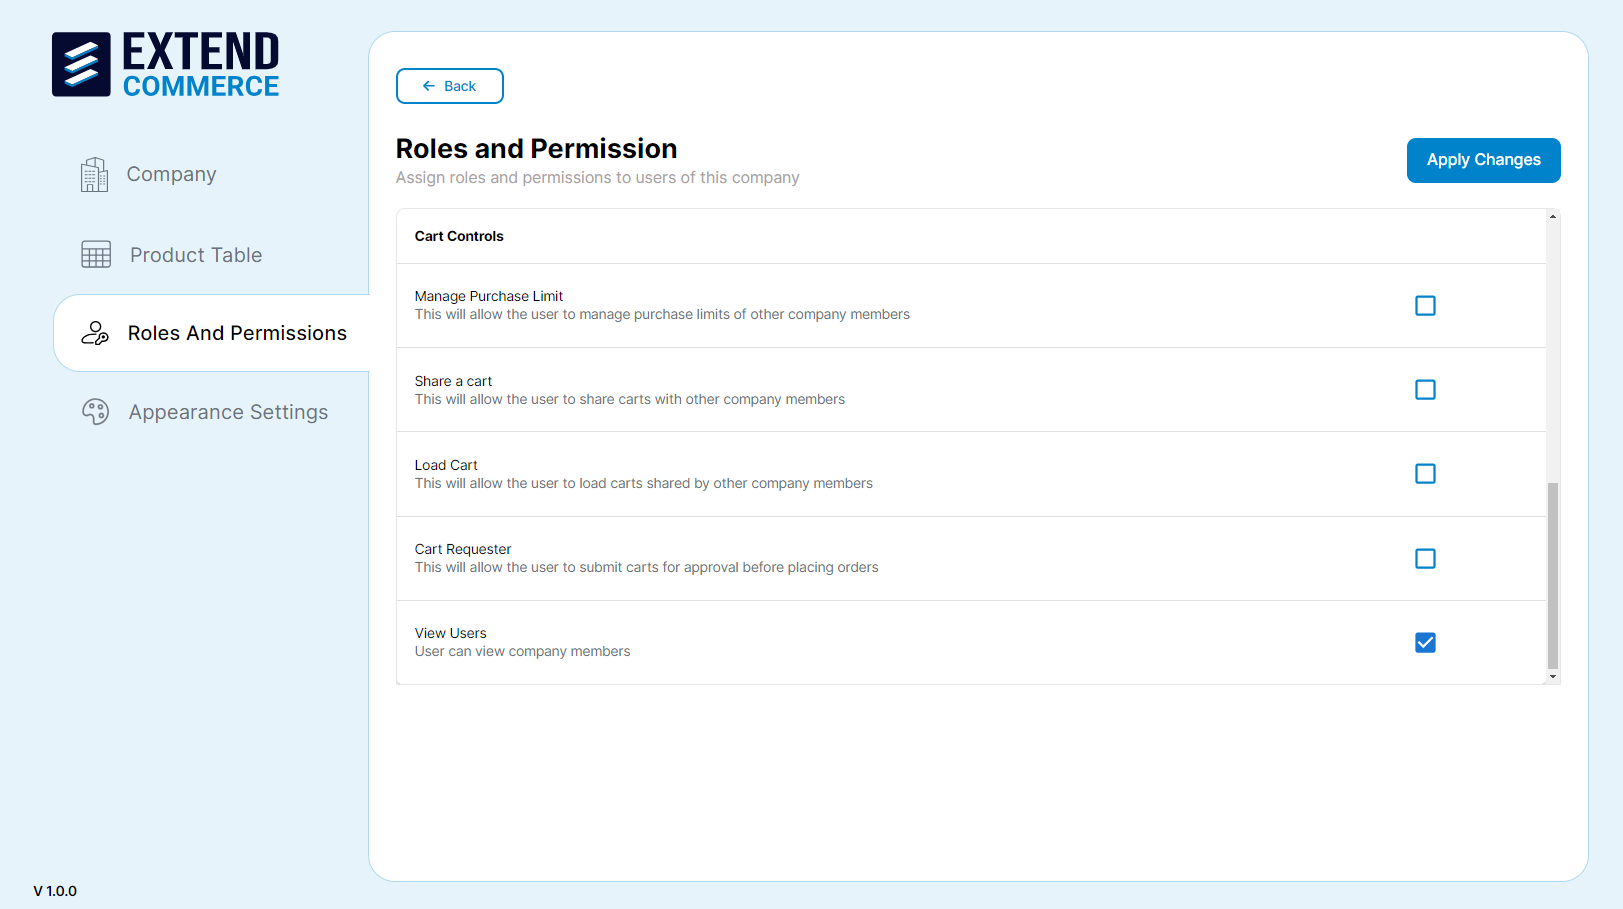 EXTEND
COMMERCE
Company
Product Table
Roles And Permissions
Appearance Settings
V 1.0.0
← Back
Roles and Permission
Assign roles and permissions to users of this company
Apply Changes
Cart Controls
Manage Purchase Limit
This will allow the user to manage purchase limits of other company members
Share a cart
This will allow the user to share carts with other company members
Load Cart
This will allow the user to load carts shared by other company members
Cart Requester
This will allow the user to submit carts for approval before placing orders
View Users
User can view company members